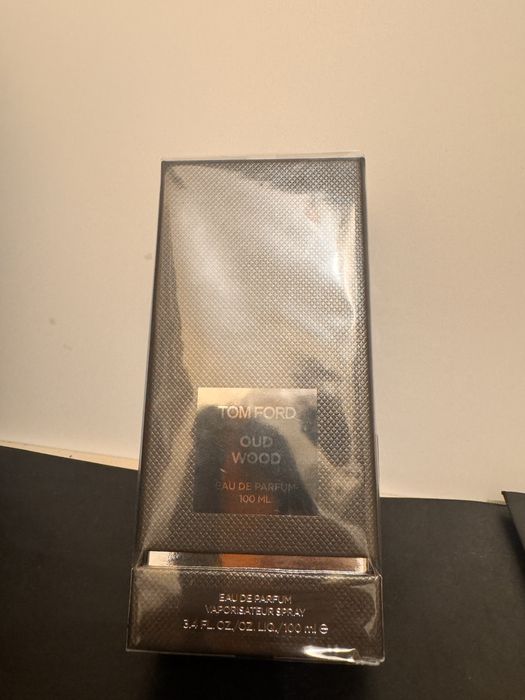 TOM FORD
OUD
WOOD
EAU DE PARFUM
100 ML
EAU DE PARFUM
VAPORISATEUR SPRAY
3.4 FL. OZ./OZ. LIQ./100 ml ℮